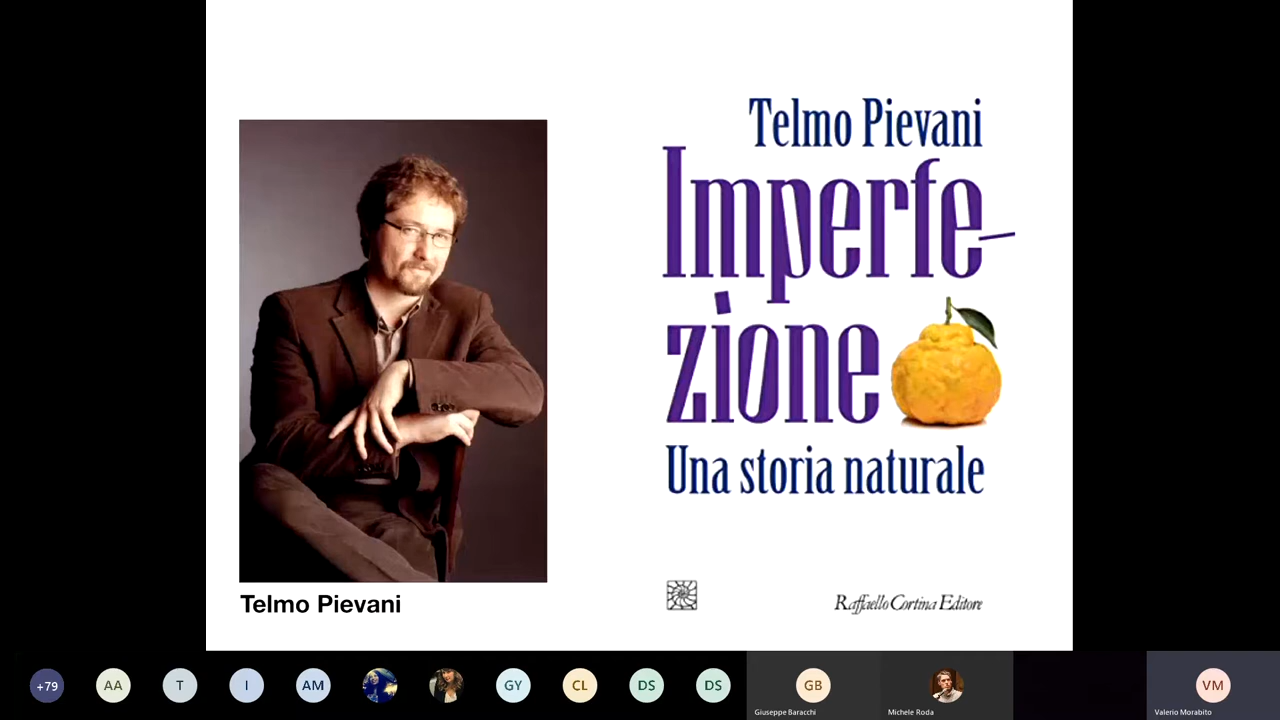 Telmo Pievani
Imperfe-
zione
Una storia naturale
Raffaello Cortina Editore
Telmo Pievani
+79
AA
T
I
AM
GY
CL
DS
DS
GB
VM
Giuseppe Baracchi
Michele Roda
Valerio Morabito